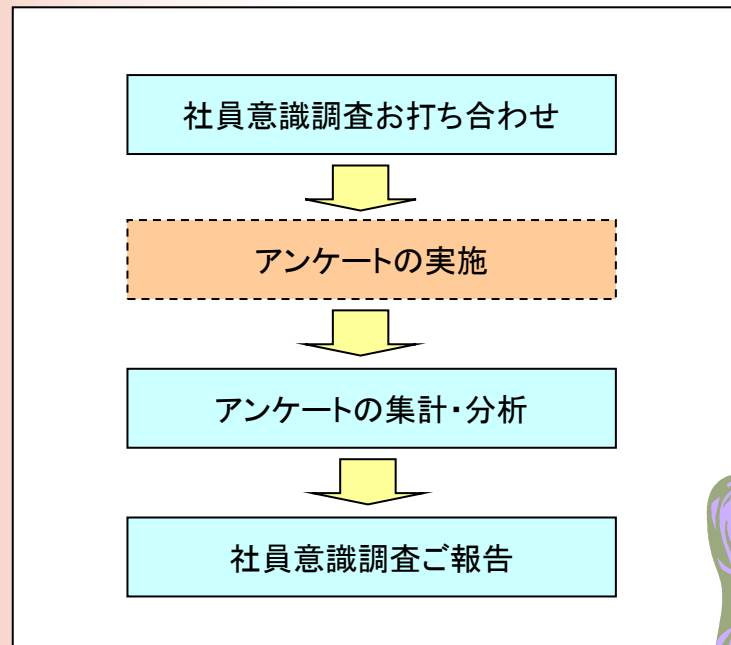 社員意識調査お打ち合わせ
アンケートの実施
アンケートの集計・分析
社員意識調査ご報告